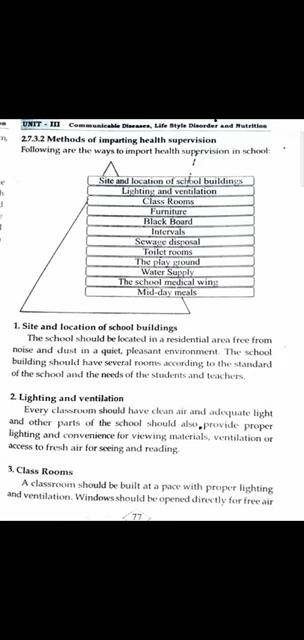 UNIT - III Communicable Diseases, Life Style Disorder and Nutrition
2.7.3.2 Methods of imparting health supervision
Following are the ways to import health supervision in school:
Site and location of school buildings
Lighting and ventilation
Class Rooms
Furniture
Black Board
Intervals
Sewage disposal
Toilet rooms
The play ground
Water Supply
The school medical wing
Mid-day meals
1. Site and location of school buildings
The school should be located in a residential area free from
noise and dust in a quiet, pleasant environment. The school
building should have several rooms according to the standard
of the school and the needs of the students and teachers.
2. Lighting and ventilation
Every classroom should have clean air and adequate light
and other parts of the school should also provide proper
lighting and convenience for viewing materials, ventilation or
access to fresh air for seeing and reading.
3. Class Rooms
A classroom should be built at a pace with proper lighting
and ventilation. Windows should be opened directly for free air
77